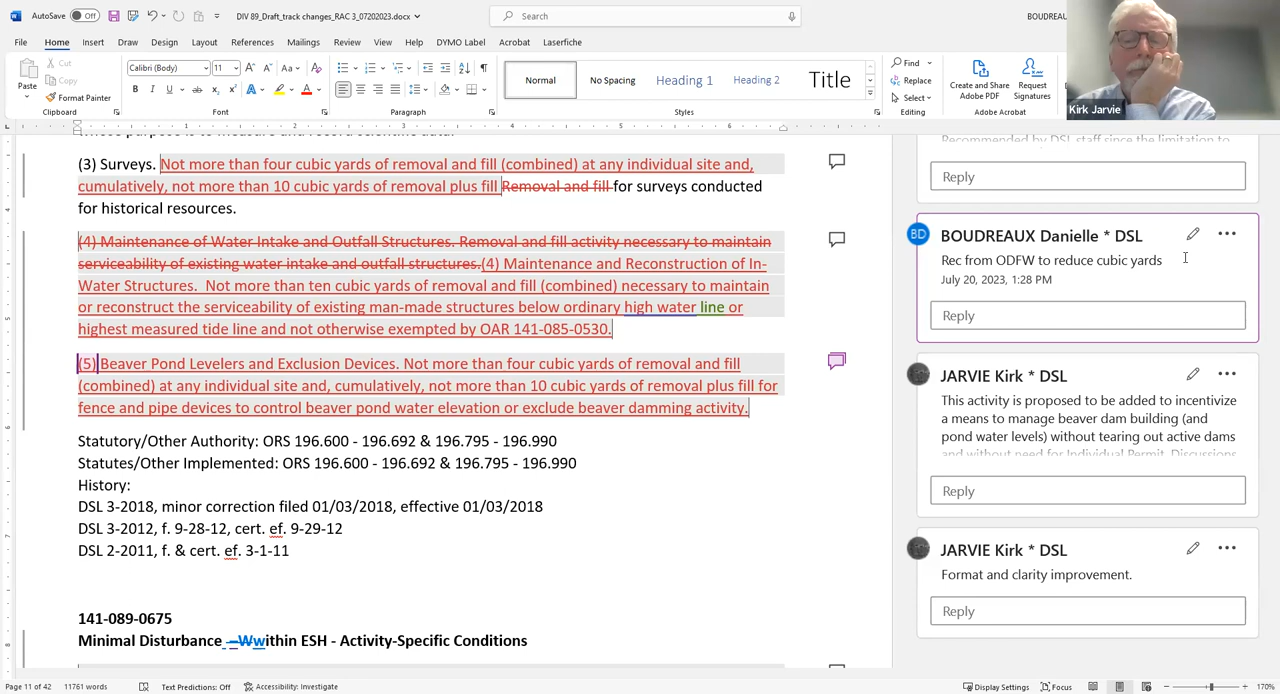 AutoSave Off DIV 89_Draft_track changes_RAC 3_07202023.docx Search BOUDREAU
File Home Insert Draw Design Layout References Mailings Review View Help DYMO Label Acrobat Laserfiche
Paste Cut Copy Format Painter Clipboard
Calibri (Body) 11 Font
Paragraph
Normal No Spacing Heading 1 Heading 2 Title Styles
Find Replace Select Editing
Create and Share Adobe PDF Request Signatures Adobe Acrobat
Kirk Jarvie
(3) Surveys. Not more than four cubic yards of removal and fill (combined) at any individual site and,
cumulatively, not more than 10 cubic yards of removal plus fill Removal and fill for surveys conducted
for historical resources.
(4) Maintenance of Water Intake and Outfall Structures. Removal and fill activity necessary to maintain
serviceability of existing water intake and outfall structures.(4) Maintenance and Reconstruction of In-
Water Structures. Not more than ten cubic yards of removal and fill (combined) necessary to maintain
or reconstruct the serviceability of existing man-made structures below ordinary high water line or
highest measured tide line and not otherwise exempted by OAR 141-085-0530.
(5) Beaver Pond Levelers and Exclusion Devices. Not more than four cubic yards of removal and fill
(combined) at any individual site and, cumulatively, not more than 10 cubic yards of removal plus fill for
fence and pipe devices to control beaver pond water elevation or exclude beaver damming activity.
Statutory/Other Authority: ORS 196.600 - 196.692 & 196.795 - 196.990
Statutes/Other Implemented: ORS 196.600 - 196.692 & 196.795 - 196.990
History:
DSL 3-2018, minor correction filed 01/03/2018, effective 01/03/2018
DSL 3-2012, f. 9-28-12, cert. ef. 9-29-12
DSL 2-2011, f. & cert. ef. 3-1-11
141-089-0675
Minimal Disturbance –Wwithin ESH - Activity-Specific Conditions
Reply
BOUDREAUX Danielle * DSL
Rec from ODFW to reduce cubic yards
July 20, 2023, 1:28 PM
Reply
JARVIE Kirk * DSL
This activity is proposed to be added to incentivize
a means to manage beaver dam building (and
pond water levels) without tearing out active dams
and without need for Individual Permit. Discussions
Reply
JARVIE Kirk * DSL
Format and clarity improvement.
Reply
Page 11 of 42 11761 words Text Predictions: Off Accessibility: Investigate Display Settings Focus 170%